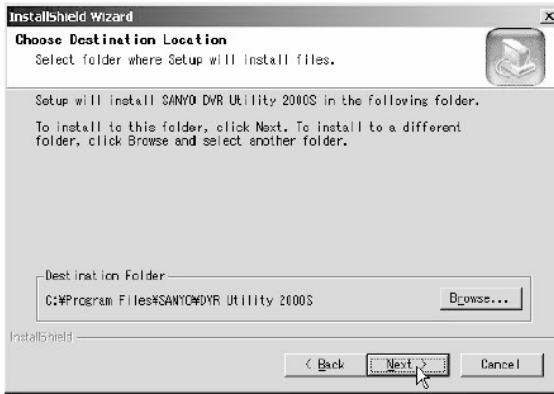 InstallShield Wizard
Choose Destination Location
Select folder where Setup will install files.
Setup will install SANYO DVR Utility 2000S in the following folder.
To install to this folder, click Next. To install to a different
folder, click Browse and select another folder.
Destination Folder
C:¥Program Files¥SANYO¥DVR Utility 2000S
Browse...
InstallShield
< Back
Next >
Cancel